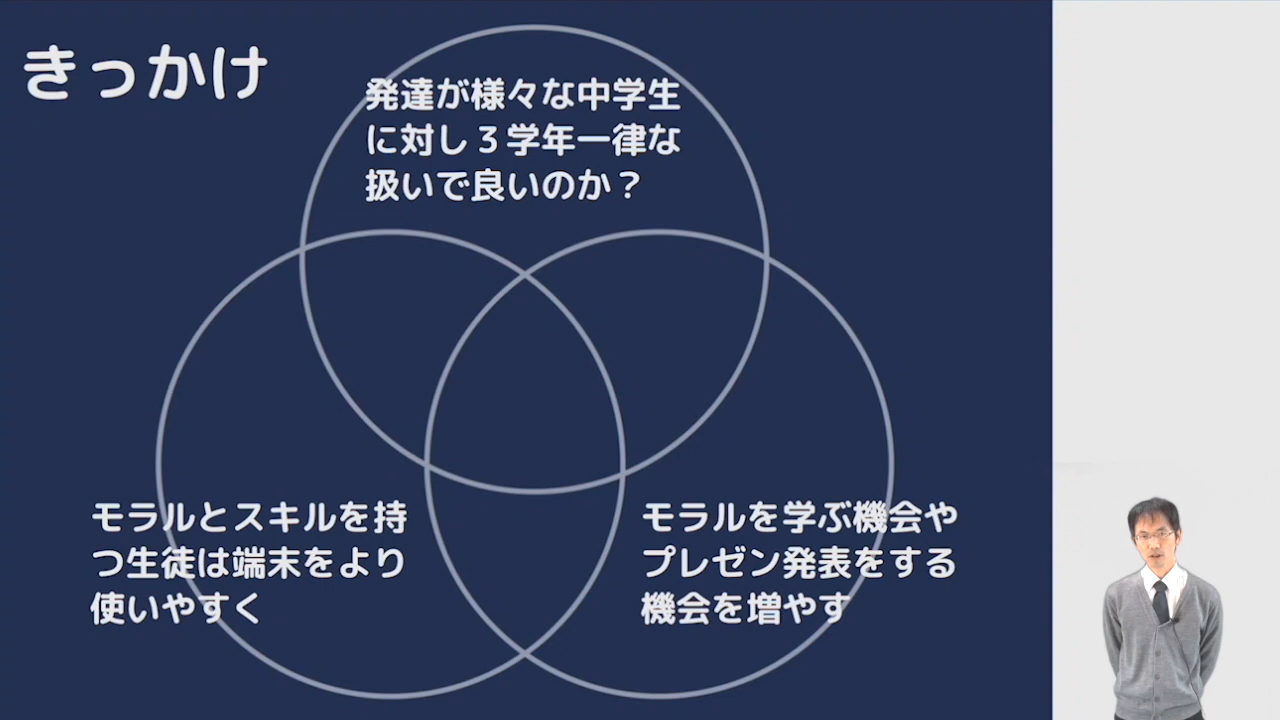 きっかけ
発達が様々な中学生
に対し３学年一律な
扱いで良いのか？
モラルとスキルを持
つ生徒は端末をより
使いやすく
モラルを学ぶ機会や
プレゼン発表をする
機会を増やす